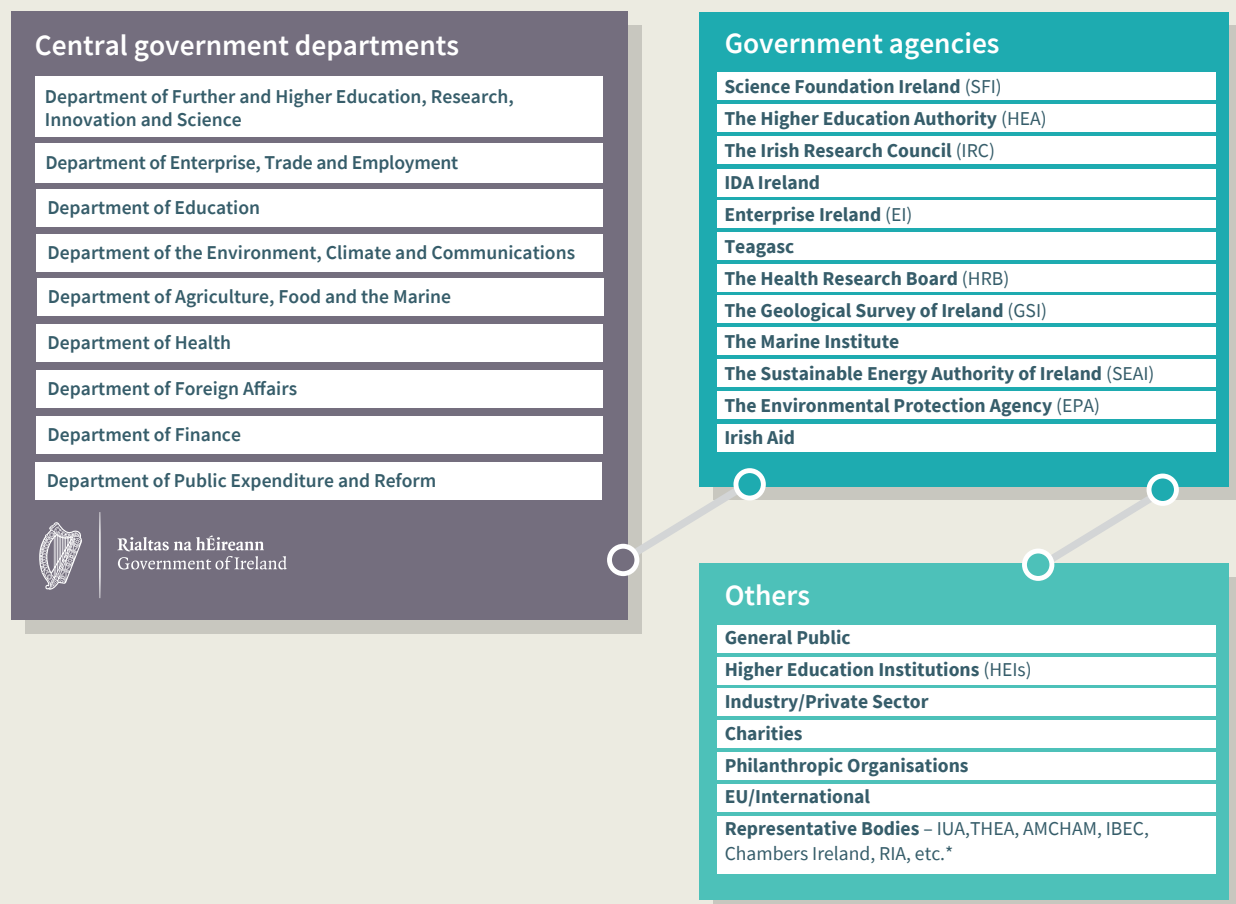 Central government departments
Department of Further and Higher Education, Research,
Innovation and Science
Department of Enterprise, Trade and Employment
Department of Education
Department of the Environment, Climate and Communications
Department of Agriculture, Food and the Marine
Department of Health
Department of Foreign Affairs
Department of Finance
Department of Public Expenditure and Reform
Rialtas na hÉireann
Government of Ireland
Government agencies
Science Foundation Ireland (SFI)
The Higher Education Authority (HEA)
The Irish Research Council (IRC)
IDA Ireland
Enterprise Ireland (EI)
Teagasc
The Health Research Board (HRB)
The Geological Survey of Ireland (GSI)
The Marine Institute
The Sustainable Energy Authority of Ireland (SEAI)
The Environmental Protection Agency (EPA)
Irish Aid
Others
General Public
Higher Education Institutions (HEIs)
Industry/Private Sector
Charities
Philanthropic Organisations
EU/International
Representative Bodies – IUA,THEA, AMCHAM, IBEC,
Chambers Ireland, RIA, etc.*